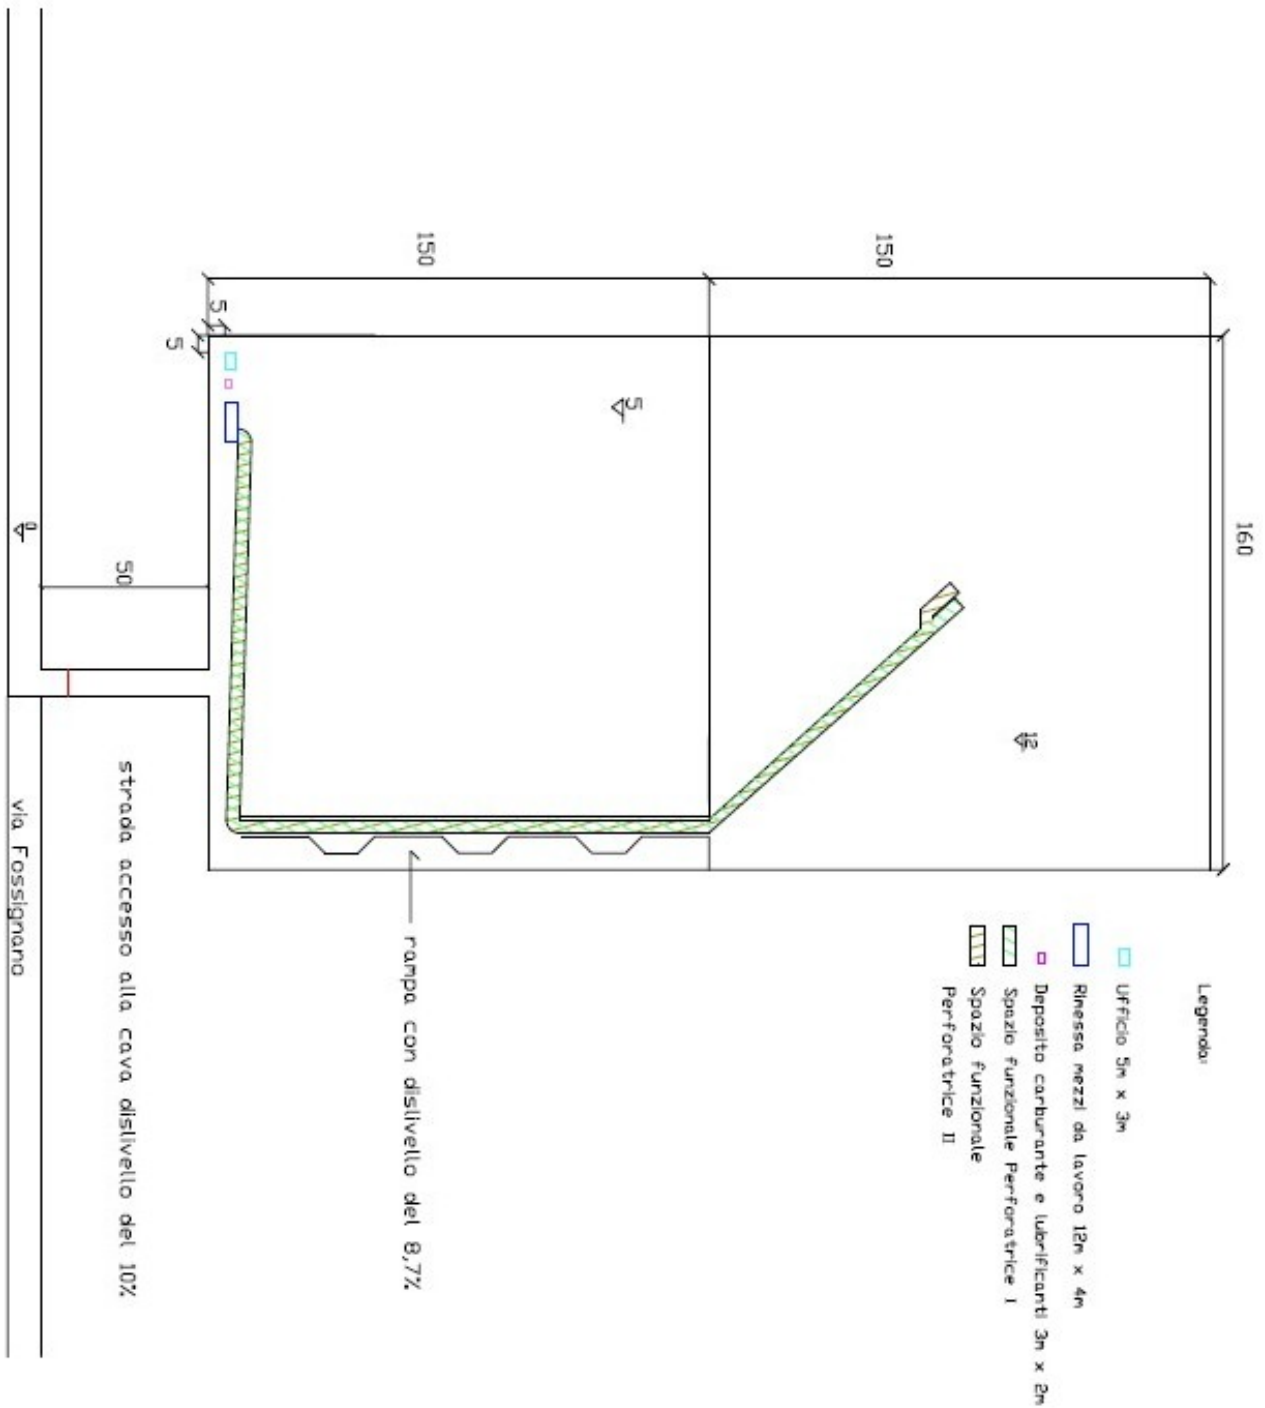 160
150
150
5
5
5
12
50
0
Legenda:
Ufficio 5m x 3m
Rimessa mezzi da lavoro 12m x 4m
Deposito carburante e lubrificanti 3m x 2m
Spazio funzionale Perforatrice I
Spazio funzionale
Perforatrice II
rampa con dislivello del 8,7%
strada accesso alla cava dislivello del 10%
via Fossignano